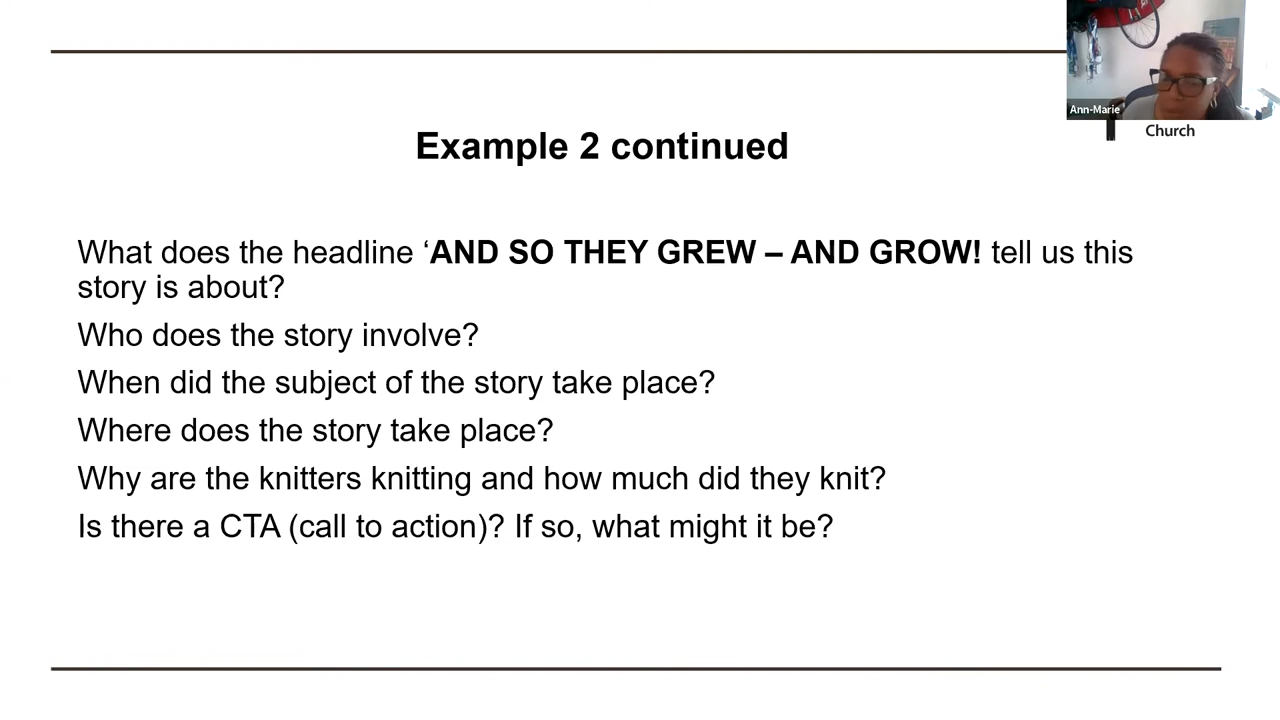 Ann-Marie
Church
Example 2 continued
What does the headline ‘AND SO THEY GREW – AND GROW! tell us this
story is about?
Who does the story involve?
When did the subject of the story take place?
Where does the story take place?
Why are the knitters knitting and how much did they knit?
Is there a CTA (call to action)? If so, what might it be?